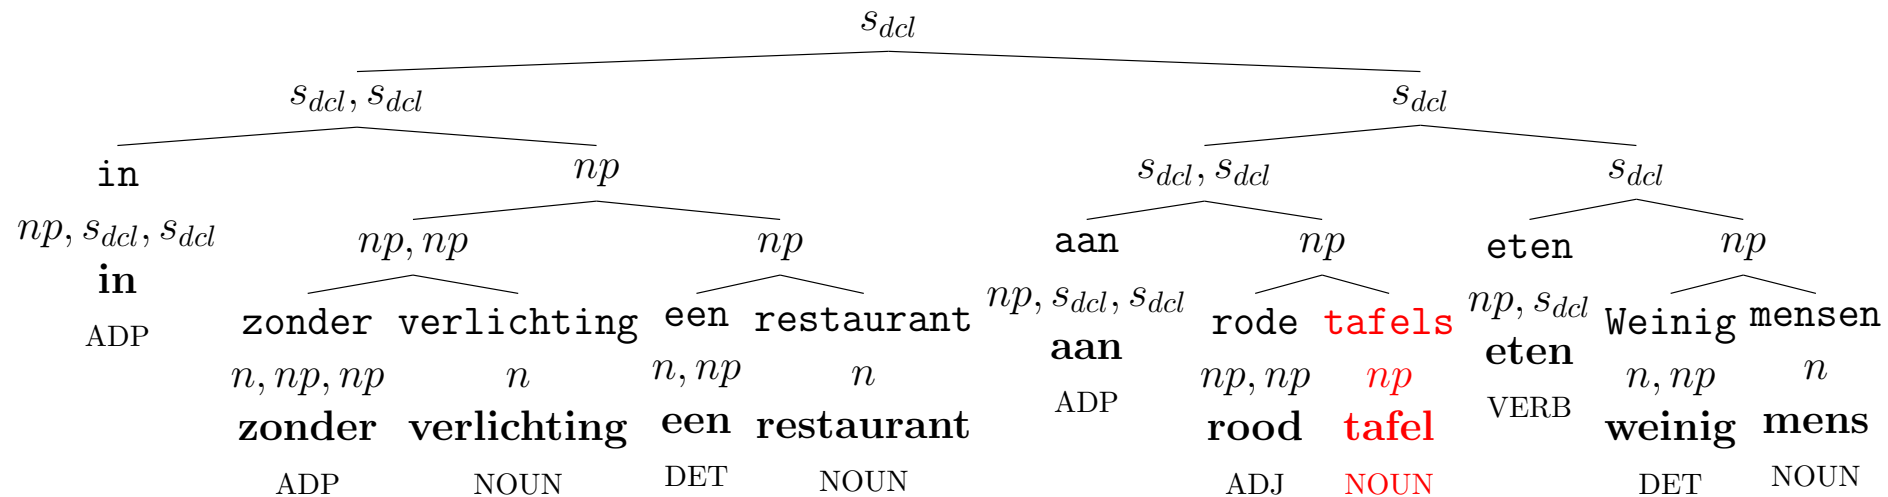 s_dcl
s_dcl, s_dcl s_dcl
in np s_dcl, s_dcl s_dcl
np, s_dcl, s_dcl np, np np aan np eten np
in zonder verlichting een restaurant np, s_dcl, s_dcl rode tafels np, s_dcl Weinig mensen
ADP n, np, np n n, np n aan np, np np eten n, np n
zonder verlichting een restaurant ADP rood tafel VERB weinig mens
ADP NOUN DET NOUN ADJ NOUN DET NOUN